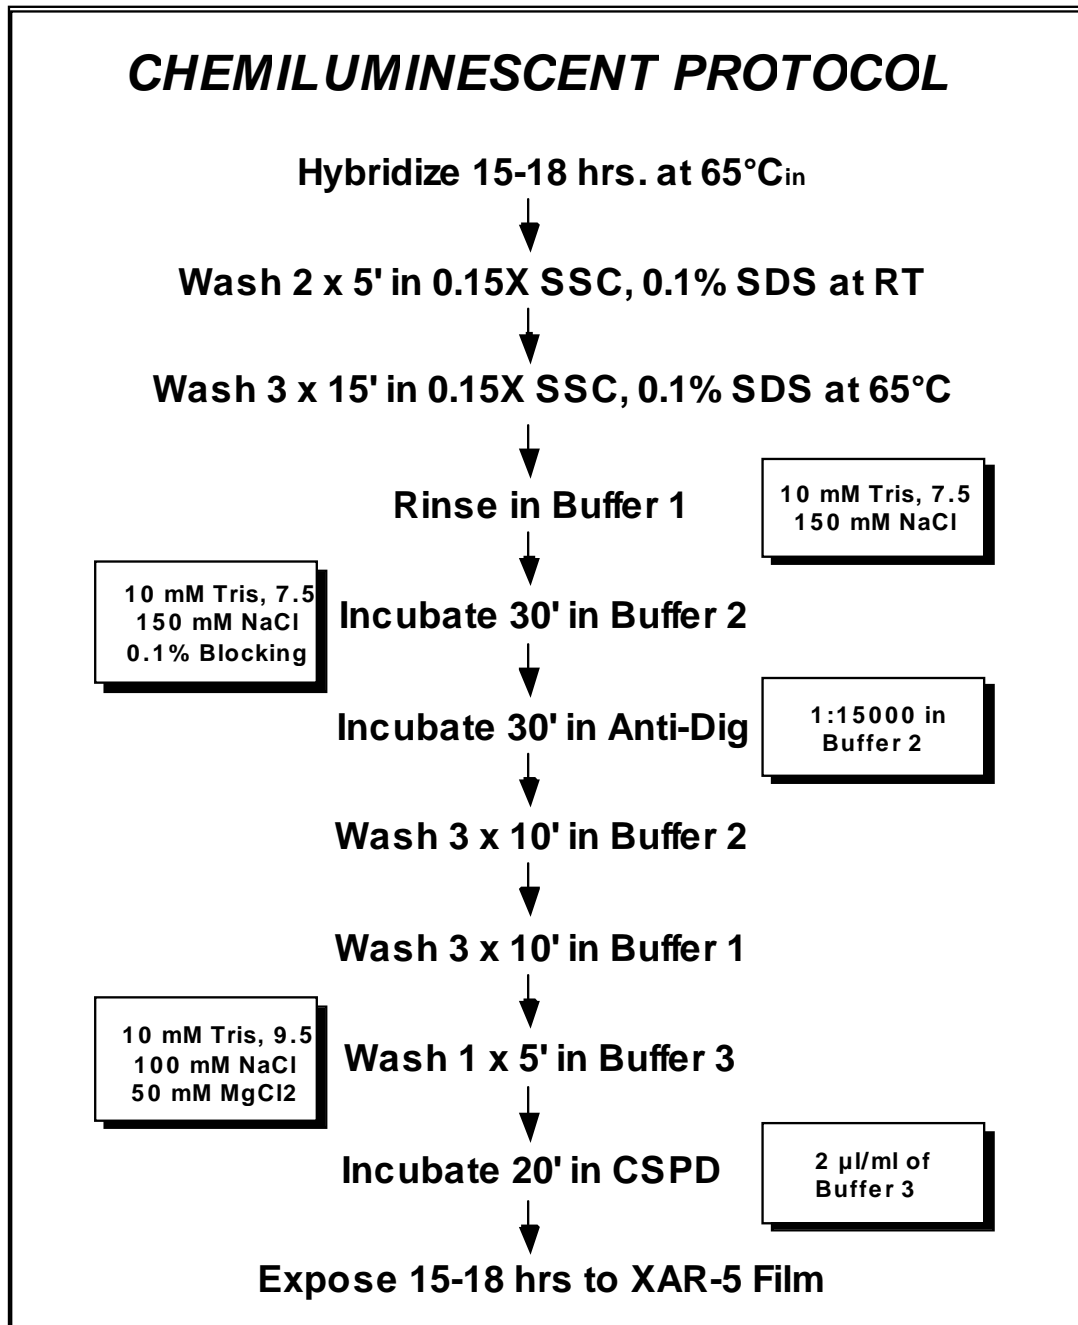 CHEMILUMINESCENT PROTOCOL
Hybridize 15-18 hrs. at 65°Cin
Wash 2 x 5' in 0.15X SSC, 0.1% SDS at RT
Wash 3 x 15' in 0.15X SSC, 0.1% SDS at 65°C
Rinse in Buffer 1
10 mM Tris, 7.5
150 mM NaCl
10 mM Tris, 7.5
150 mM NaCl
0.1% Blocking
Incubate 30' in Buffer 2
Incubate 30' in Anti-Dig
1:15000 in
Buffer 2
Wash 3 x 10' in Buffer 2
Wash 3 x 10' in Buffer 1
10 mM Tris, 9.5
100 mM NaCl
50 mM MgCl2
Wash 1 x 5' in Buffer 3
Incubate 20' in CSPD
2 µl/ml of
Buffer 3
Expose 15-18 hrs to XAR-5 Film